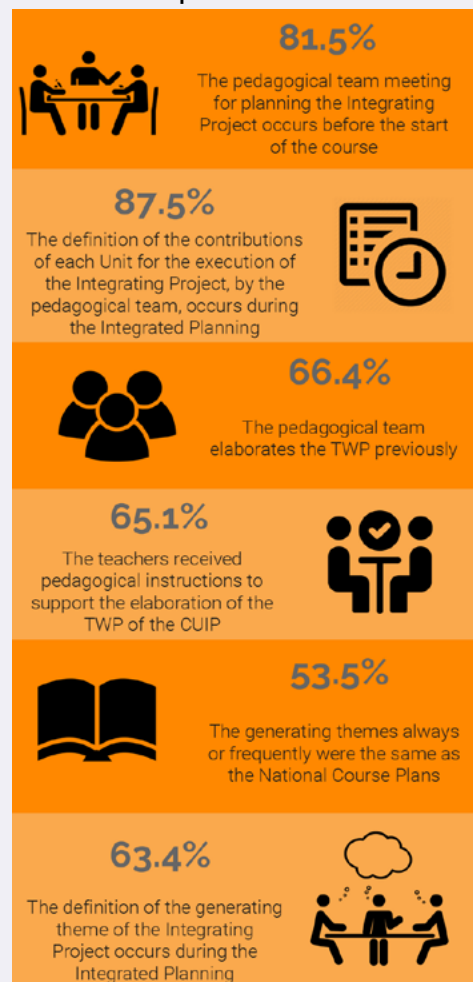 81.5%
The pedagogical team meeting
for planning the Integrating
Project occurs before the start
of the course
87.5%
The definition of the contributions
of each Unit for the execution of
the Integrating Project, by the
pedagogical team, occurs during
the Integrated Planning
66.4%
The pedagogical team
elaborates the TWP previously
65.1%
The teachers received
pedagogical instructions to
support the elaboration of the
TWP of the CUIP
53.5%
The generating themes always
or frequently were the same as
the National Course Plans
63.4%
The definition of the generating
theme of the Integrating
Project occurs during the
Integrated Planning